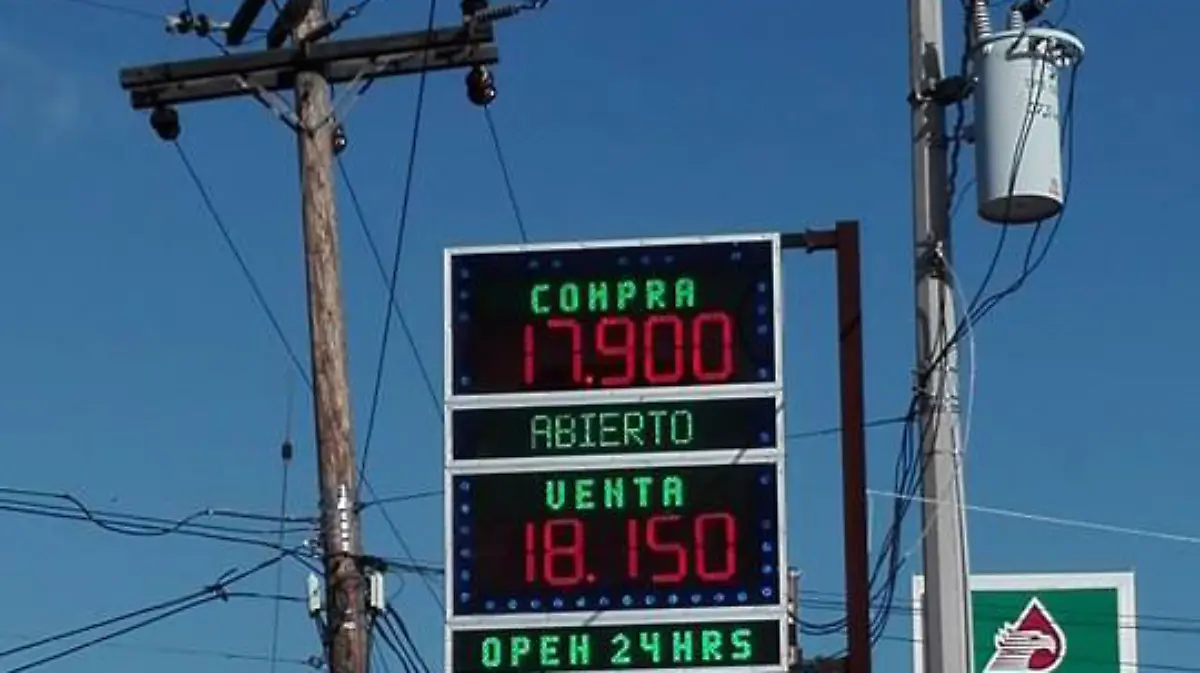 COMPRA
17.900
ABIERTO
VENTA
18.150
OPEN 24HRS